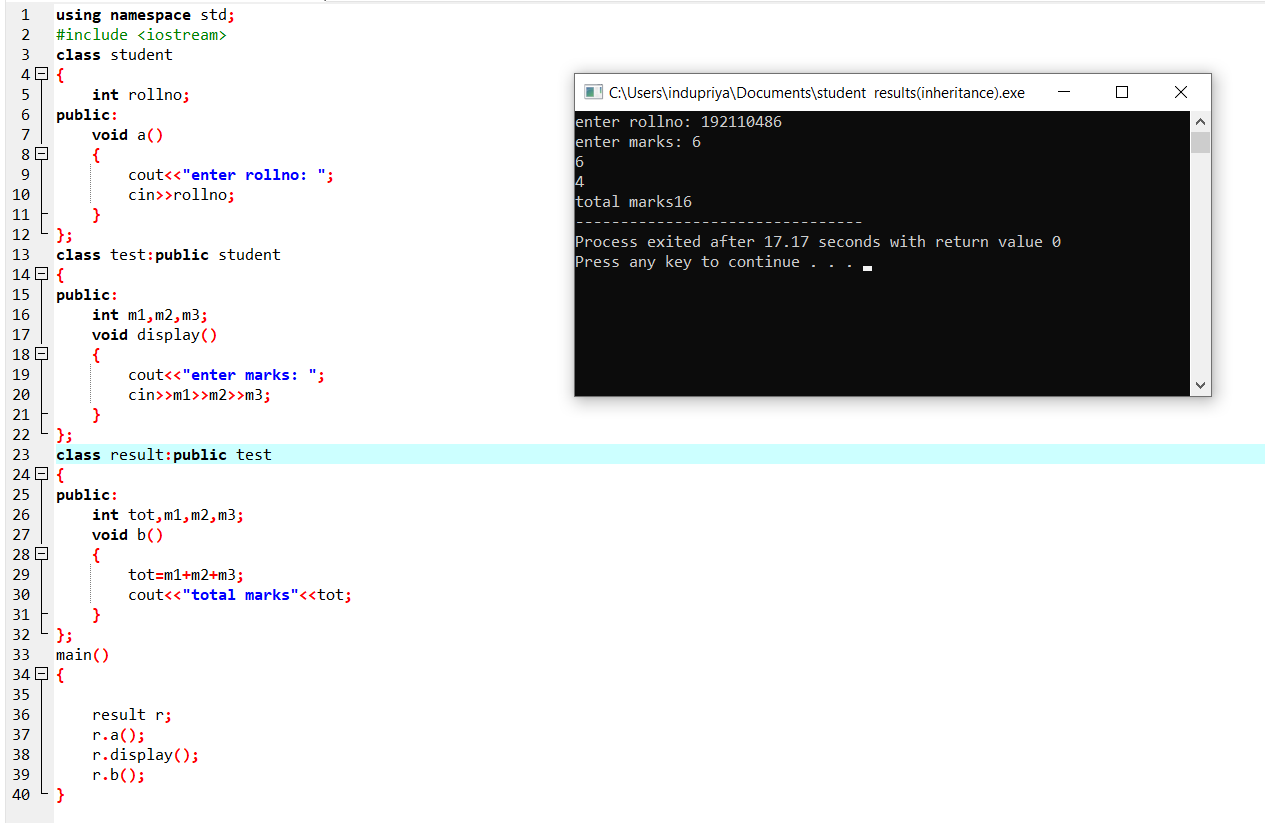 1 using namespace std;
2 #include <iostream>
3 class student
4 {
5 int rollno;
6 public:
7 void a()
8 {
9 cout<<"enter rollno: ";
10 cin>>rollno;
11 }
12 };
13 class test:public student
14 {
15 public:
16 int m1,m2,m3;
17 void display()
18 {
19 cout<<"enter marks: ";
20 cin>>m1>>m2>>m3;
21 }
22 };
23 class result:public test
24 {
25 public:
26 int tot,m1,m2,m3;
27 void b()
28 {
29 tot=m1+m2+m3;
30 cout<<"total marks"<<tot;
31 }
32 };
33 main()
34 {
35
36 result r;
37 r.a();
38 r.display();
39 r.b();
40 }
C:\Users\indupriya\Documents\student results(inheritance).exe
enter rollno: 192110486
enter marks: 6
6
4
total marks16
--------------------------------
Process exited after 17.17 seconds with return value 0
Press any key to continue . . .